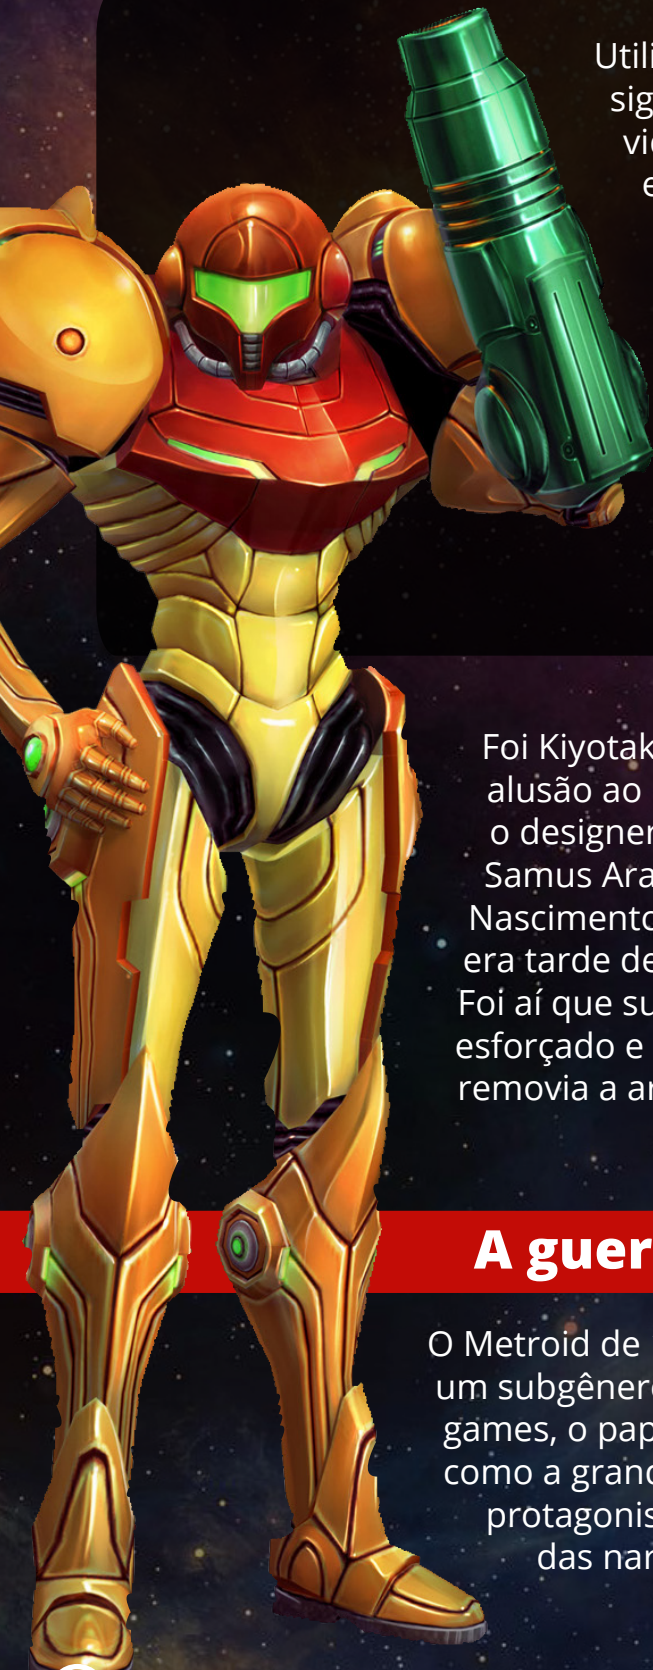 Utili
sig
vi
e
Foi Kiyotak
alusão ao
o designer
Samus Ara
Nascimento
era tarde de
Foi aí que su
esforçado e
removia a ar
A guer
O Metroid de
um subgênero
games, o pap
como a grand
protagonis
das nar